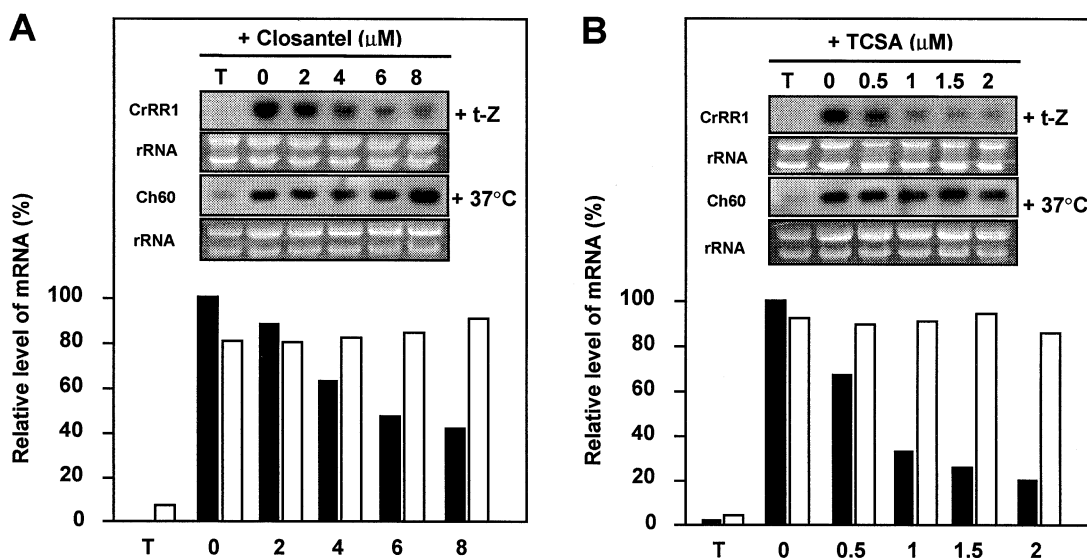 A
+ Closantel (μM)
T 0 2 4 6 8
CrRR1
+ t-Z
rRNA
Ch60
+ 37°C
rRNA
Relative level of mRNA (%)
100
80
60
40
20
0
T 0 2 4 6 8
B
+ TCSA (μM)
T 0 0.5 1 1.5 2
CrRR1
+ t-Z
rRNA
Ch60
+ 37°C
rRNA
Relative level of mRNA (%)
100
80
60
40
20
0
T 0 0.5 1 1.5 2